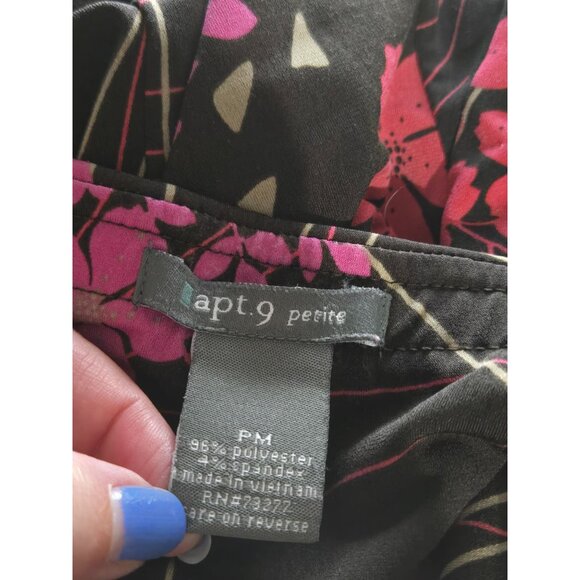 apt.9 petite
PM
96% polyester
4% spandex
made in vietnam
RN#73277
care on reverse